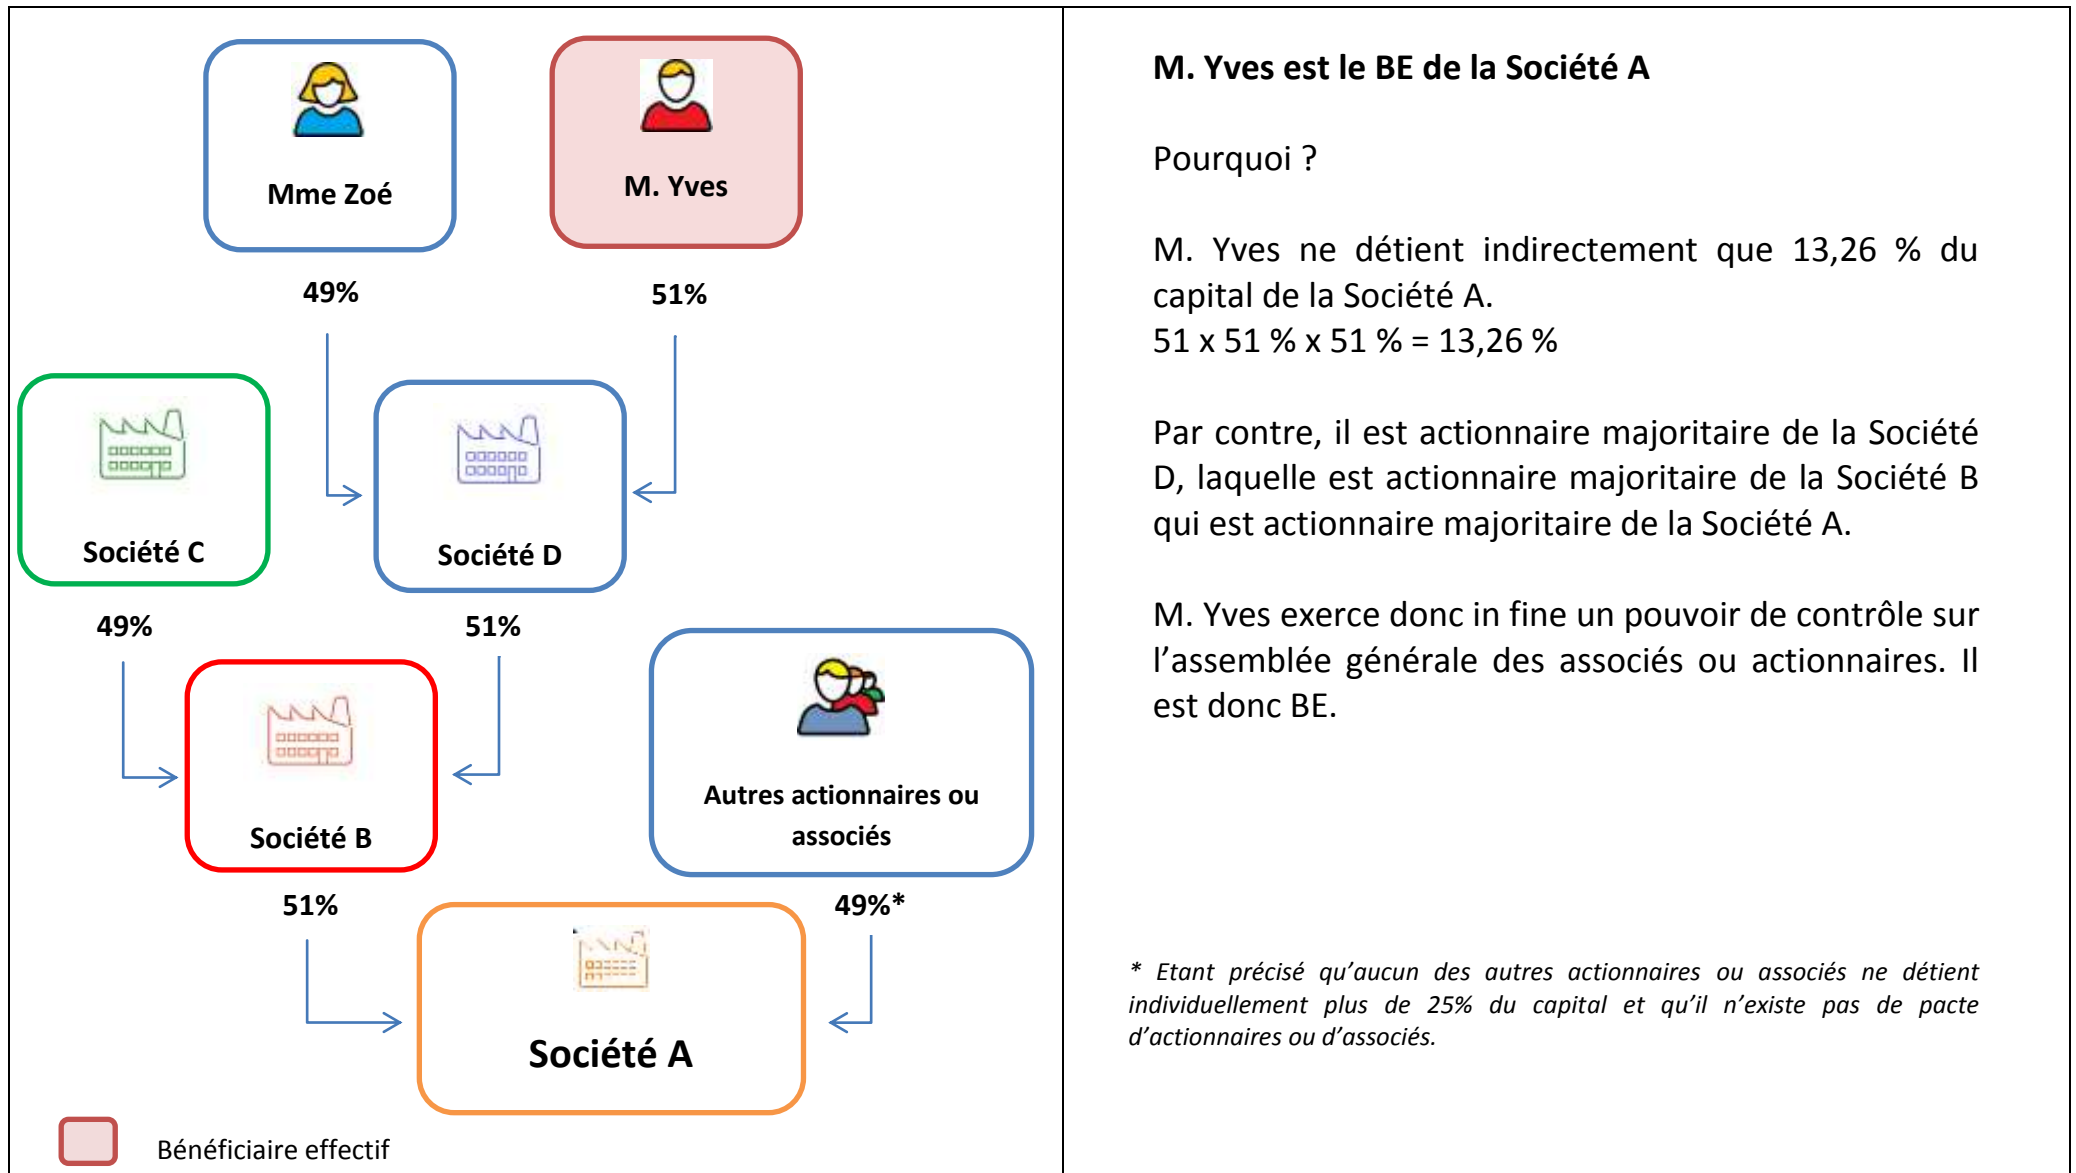 Mme Zoé
M. Yves
49%
51%
Société C
Société D
49%
51%
Société B
Autres actionnaires ou
associés
51%
49%*
Société A
Bénéficiaire effectif
M. Yves est le BE de la Société A
Pourquoi ?
M. Yves ne détient indirectement que 13,26 % du
capital de la Société A.
51 x 51 % x 51 % = 13,26 %
Par contre, il est actionnaire majoritaire de la Société
D, laquelle est actionnaire majoritaire de la Société B
qui est actionnaire majoritaire de la Société A.
M. Yves exerce donc in fine un pouvoir de contrôle sur
l’assemblée générale des associés ou actionnaires. Il
est donc BE.
* Etant précisé qu’aucun des autres actionnaires ou associés ne détient
individuellement plus de 25% du capital et qu’il n’existe pas de pacte
d’actionnaires ou d’associés.